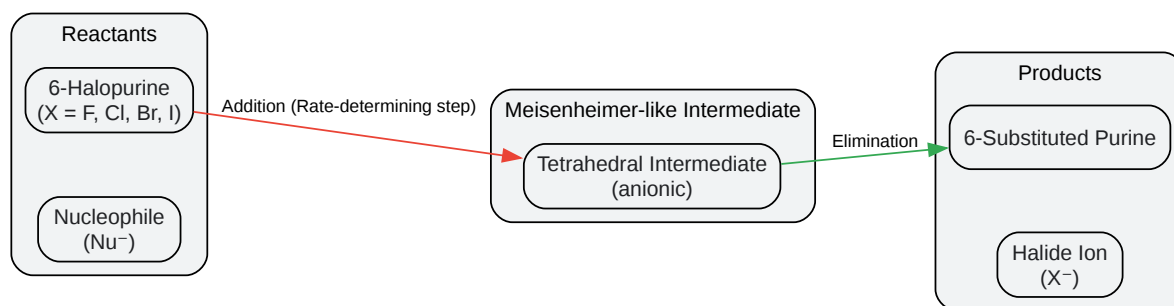 Reactants
6-Halopurine
(X = F, Cl, Br, I)
Nucleophile
(Nu⁻)
Addition (Rate-determining step)
Meisenheimer-like Intermediate
Tetrahedral Intermediate
(anionic)
Elimination
Products
6-Substituted Purine
Halide Ion
(X⁻)